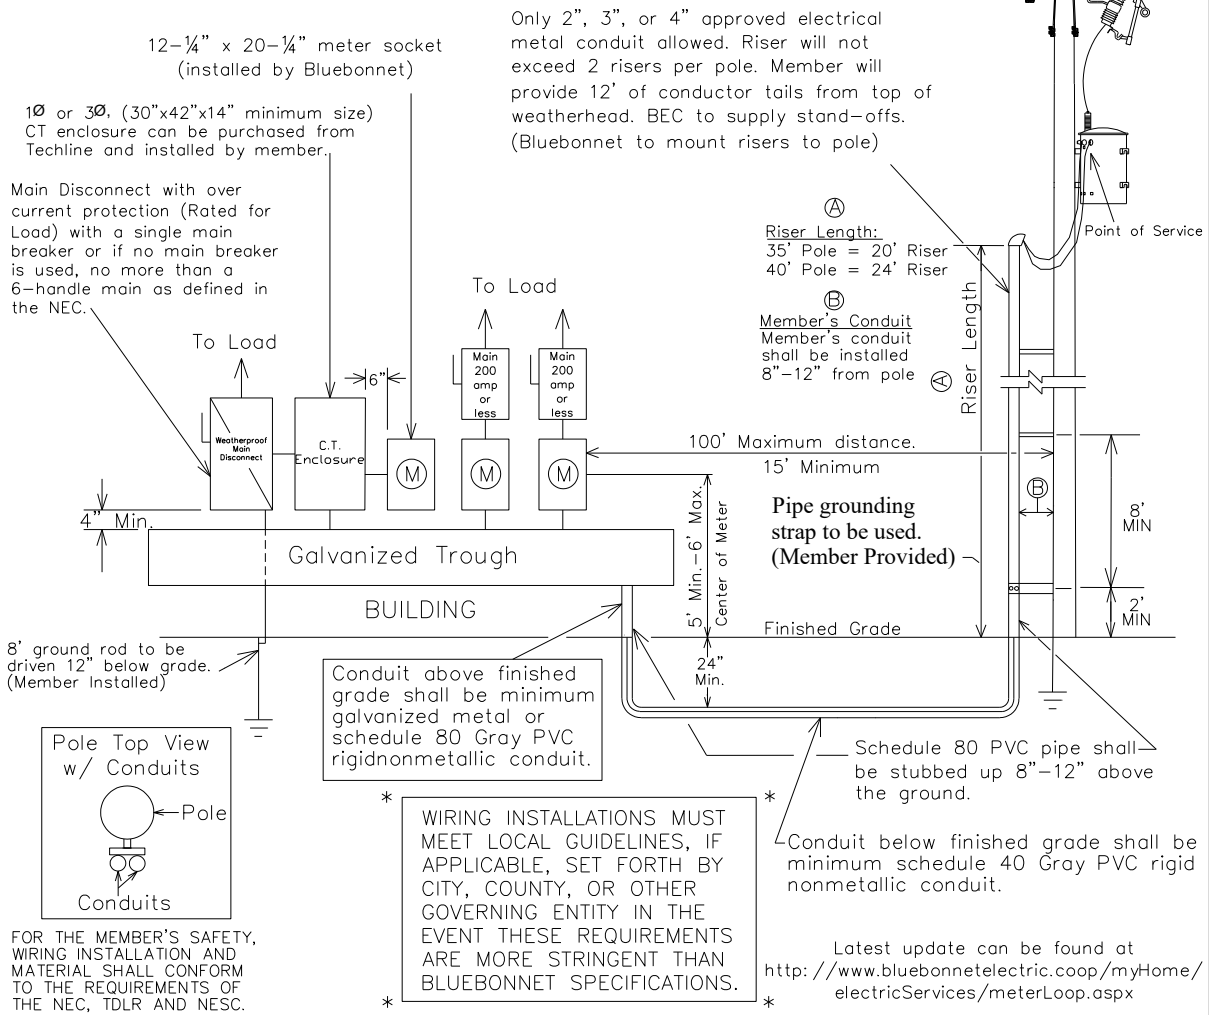 12-¼" x 20-¼" meter socket
(installed by Bluebonnet)
1Ø or 3Ø, (30"x42"x14" minimum size)
CT enclosure can be purchased from
Techline and installed by member.
Main Disconnect with over
current protection (Rated for
Load) with a single main
breaker or if no main breaker
is used, no more than a
6-handle main as defined in
the NEC.
Only 2", 3", or 4" approved electrical
metal conduit allowed. Riser will not
exceed 2 risers per pole. Member will
provide 12' of conductor tails from top of
weatherhead. BEC to supply stand-offs.
(Bluebonnet to mount risers to pole)
A
Riser Length:
35' Pole = 20' Riser
40' Pole = 24' Riser
B
Member's Conduit
Member's conduit
shall be installed
8"-12" from pole
Point of Service
A
Riser Length
To Load
To Load
6"
Main
200
amp
or
less
Main
200
amp
or
less
Weatherproof
Main
Disconnect
C.T.
Enclosure
M
M
M
100' Maximum distance.
15' Minimum
4" Min.
Galvanized Trough
BUILDING
5' Min.-6' Max.
Center of Meter
Pipe grounding
strap to be used.
(Member Provided)
B
8'
MIN
2'
MIN
Finished Grade
24"
Min.
8' ground rod to be
driven 12" below grade.
(Member Installed)
Conduit above finished
grade shall be minimum
galvanized metal or
schedule 80 Gray PVC
rigidnonmetallic conduit.
Schedule 80 PVC pipe shall
be stubbed up 8"-12" above
the ground.
Pole Top View
w/ Conduits
Pole
Conduits
* *
WIRING INSTALLATIONS MUST
MEET LOCAL GUIDELINES, IF
APPLICABLE, SET FORTH BY
CITY, COUNTY, OR OTHER
GOVERNING ENTITY IN THE
EVENT THESE REQUIREMENTS
ARE MORE STRINGENT THAN
BLUEBONNET SPECIFICATIONS.
* *
Conduit below finished grade shall be
minimum schedule 40 Gray PVC rigid
nonmetallic conduit.
FOR THE MEMBER'S SAFETY,
WIRING INSTALLATION AND
MATERIAL SHALL CONFORM
TO THE REQUIREMENTS OF
THE NEC, TDLR AND NESC.
Latest update can be found at
http://www.bluebonnetelectric.coop/myHome/
electricServices/meterLoop.aspx